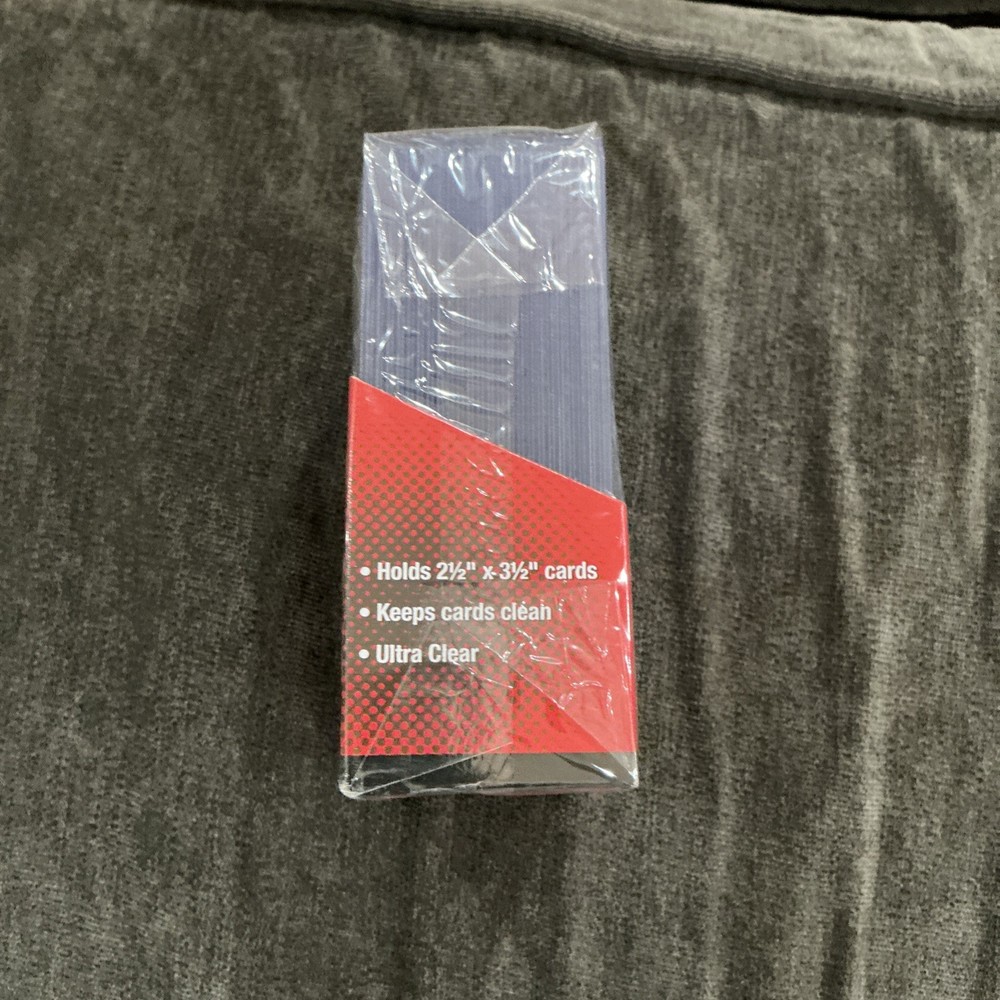 • Holds 2½" x 3½" cards
• Keeps cards clean
• Ultra Clear